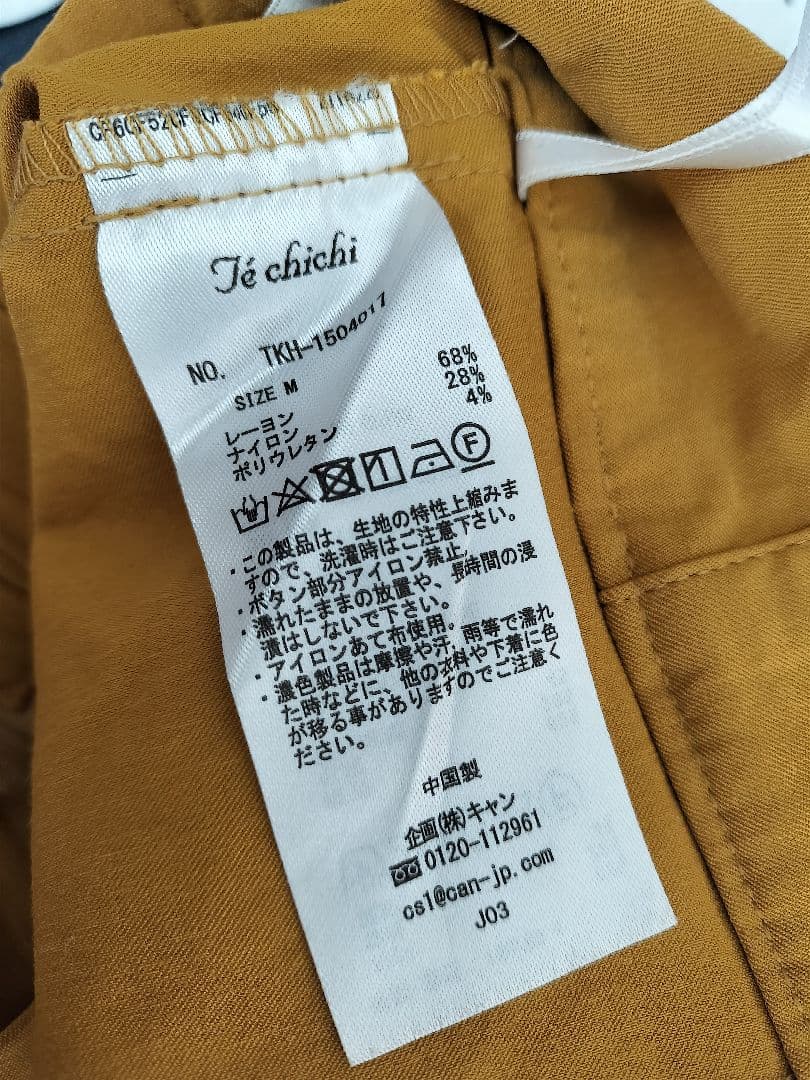 Té chichi
NO. TKH-1504017
SIZE M
レーヨン 68%
ナイロン 28%
ポリウレタン 4%
F
・この製品は、生地の特性上縮みま
すので、洗濯時はご注意下さい。
・ボタン部分アイロン禁止。
・濡れたままの放置や、長時間の浸
漬はしないで下さい。
・アイロンあて布使用。
・濃色製品は摩擦や汗、雨等で濡れ
た時などに、他の衣料や下着に色
が移る事がありますのでご注意く
ださい。
中国製
企画(株)キャン
0120-112961
cs1@can-jp.com
J03